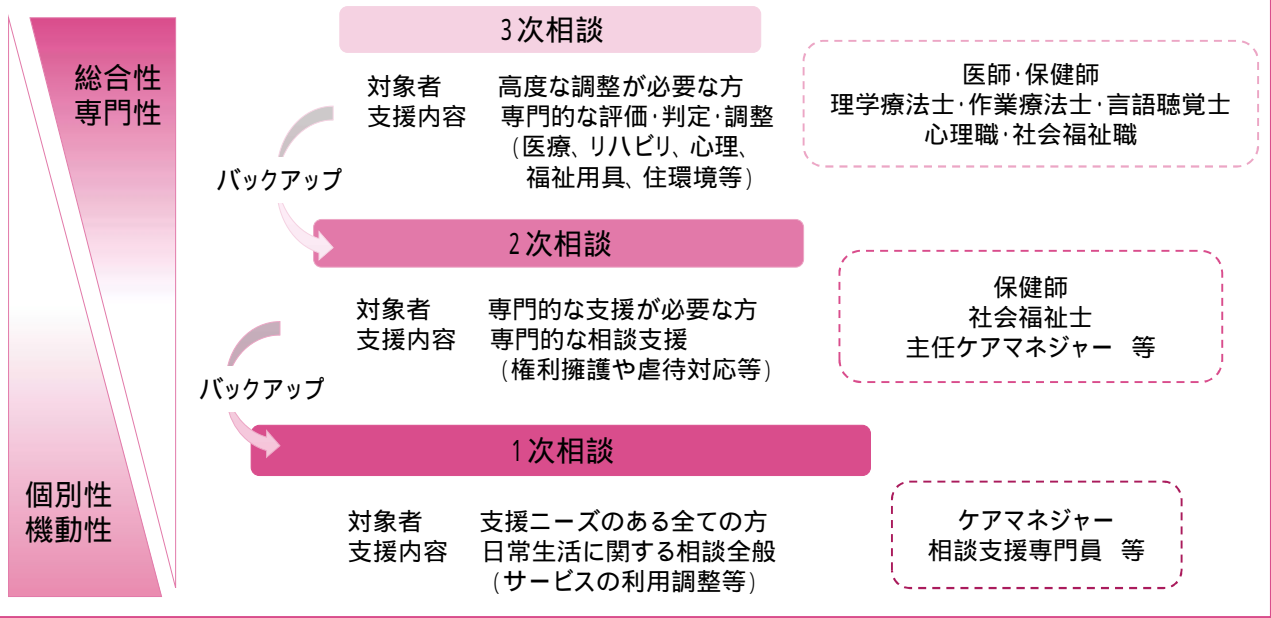 3次相談
総合性
専門性
対象者 高度な調整が必要な方
支援内容 専門的な評価･判定･調整
(医療、リハビリ、心理、
福祉用具、住環境等)
医師･保健師
理学療法士･作業療法士･言語聴覚士
心理職･社会福祉職
バックアップ
2次相談
対象者 専門的な支援が必要な方
支援内容 専門的な相談支援
(権利擁護や虐待対応等)
保健師
社会福祉士
主任ケアマネジャー 等
バックアップ
1次相談
個別性
機動性
対象者 支援ニーズのある全ての方
支援内容 日常生活に関する相談全般
(サービスの利用調整等)
ケアマネジャー
相談支援専門員 等